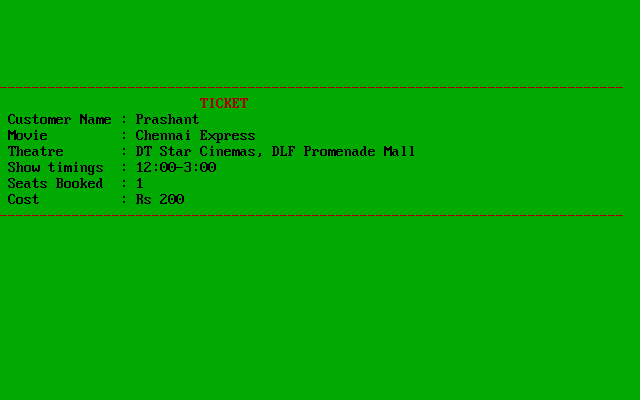 TICKET
Customer Name : Prashant
Movie : Chennai Express
Theatre : DT Star Cinemas, DLF Promenade Mall
Show timings : 12:00-3:00
Seats Booked : 1
Cost : Rs 200